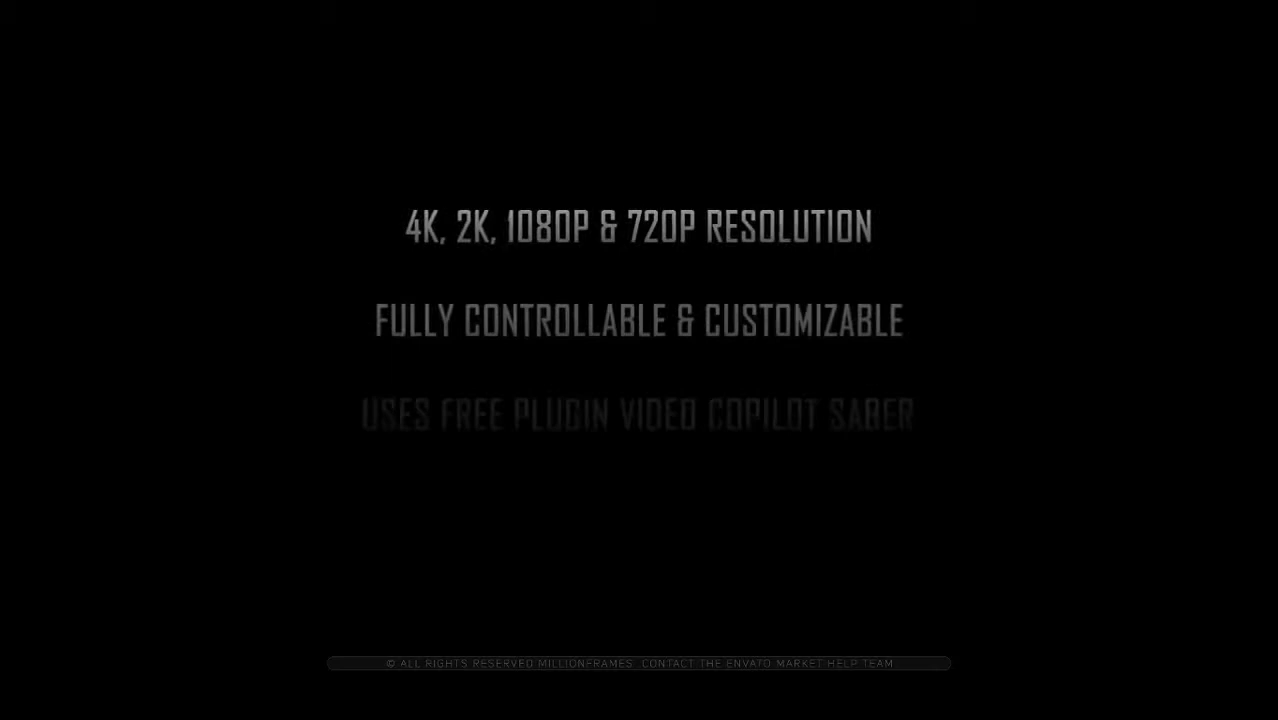 4K, 2K, 1080P & 720P RESOLUTION
FULLY CONTROLLABLE & CUSTOMIZABLE
USES FREE PLUGIN VIDEO COPILOT SABER
© ALL RIGHTS RESERVED MILLIONFRAMES. CONTACT THE ENVATO MARKET HELP TEAM